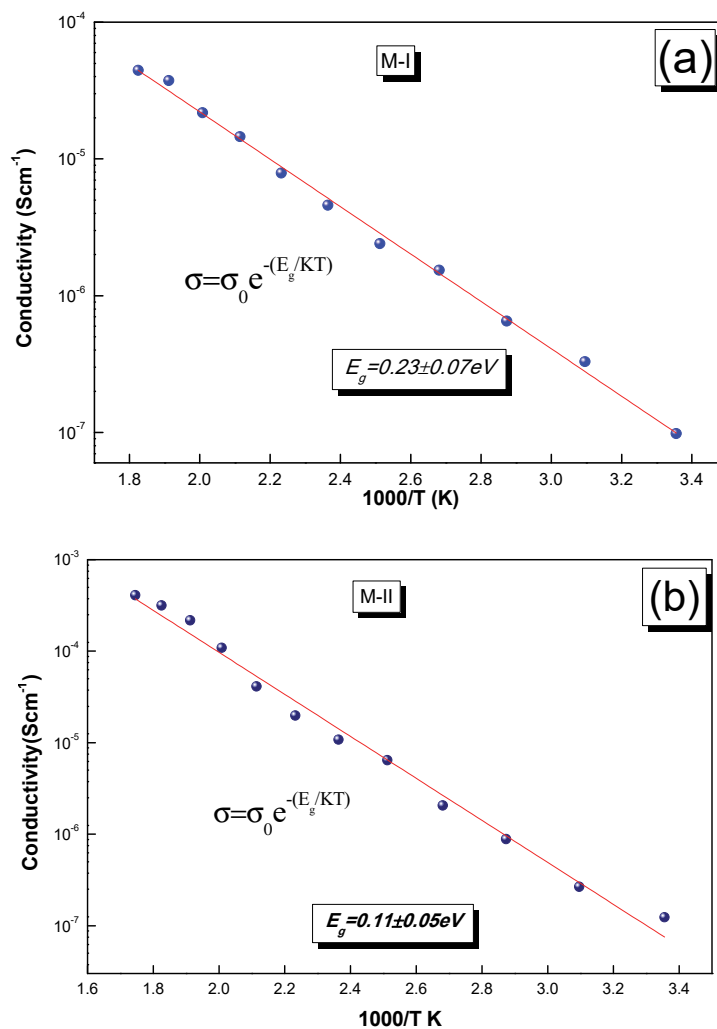 10⁻⁴
M-I
(a)
10⁻⁵
Conductivity (Scm⁻¹)
σ=σ₀e^-(E_g/KT)
10⁻⁶
E_g=0.23±0.07eV
10⁻⁷
1.8 2.0 2.2 2.4 2.6 2.8 3.0 3.2 3.4
1000/T (K)
10⁻³
M-II
(b)
10⁻⁴
Conductivity(Scm⁻¹)
10⁻⁵
σ=σ₀e^-(E_g/KT)
10⁻⁶
E_g=0.11±0.05eV
10⁻⁷
1.6 1.8 2.0 2.2 2.4 2.6 2.8 3.0 3.2 3.4
1000/T K